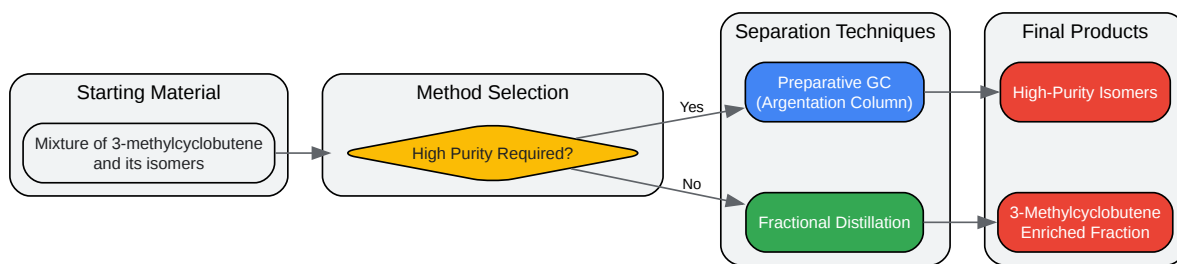 Starting Material
Mixture of 3-methylcyclobutene
and its isomers
Method Selection
High Purity Required?
Yes
No
Separation Techniques
Preparative GC
(Argentation Column)
Fractional Distillation
Final Products
High-Purity Isomers
3-Methylcyclobutene
Enriched Fraction